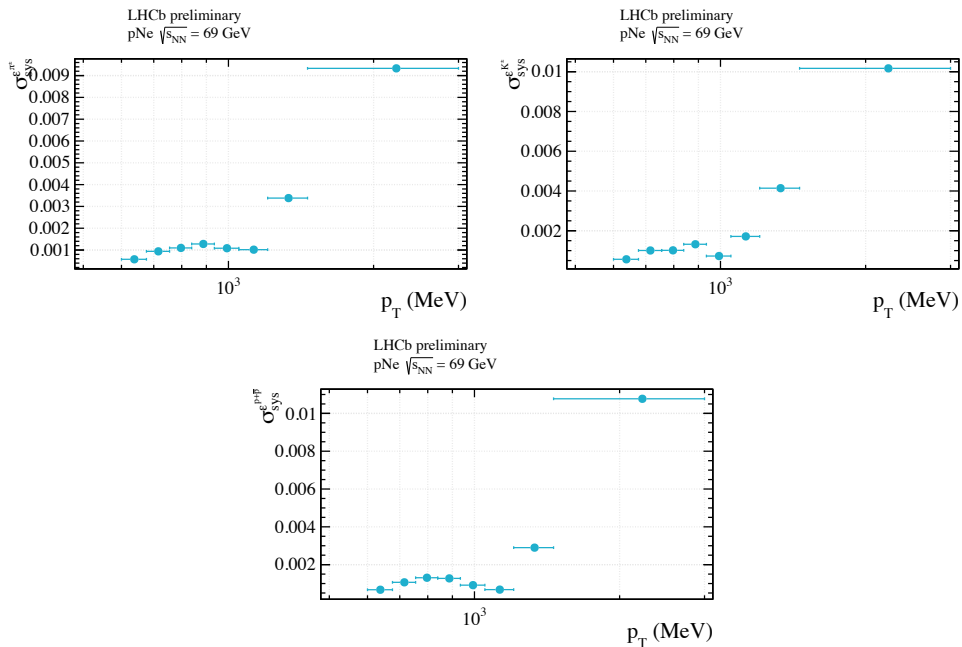 LHCb preliminary
pNe √s_NN = 69 GeV
σ_sys^ε^π±
0.009
0.008
0.007
0.006
0.005
0.004
0.003
0.002
0.001
10³
p_T (MeV)
LHCb preliminary
pNe √s_NN = 69 GeV
σ_sys^ε^K±
0.01
0.008
0.006
0.004
0.002
10³
p_T (MeV)
LHCb preliminary
pNe √s_NN = 69 GeV
σ_sys^ε^p+p̅
0.01
0.008
0.006
0.004
0.002
10³
p_T (MeV)